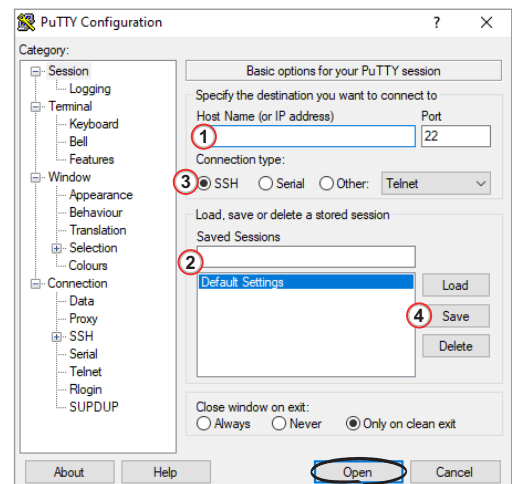 PuTTY Configuration ? ×
Category:
Session
Logging
Terminal
Keyboard
Bell
Features
Window
Appearance
Behaviour
Translation
Selection
Colours
Connection
Data
Proxy
SSH
Serial
Telnet
Rlogin
SUPDUP
Basic options for your PuTTY session
Specify the destination you want to connect to
Host Name (or IP address) Port
1 22
Connection type:
3 SSH Serial Other: Telnet
Load, save or delete a stored session
Saved Sessions
2
Default Settings
Load
4 Save
Delete
Close window on exit:
Always Never Only on clean exit
About Help Open Cancel